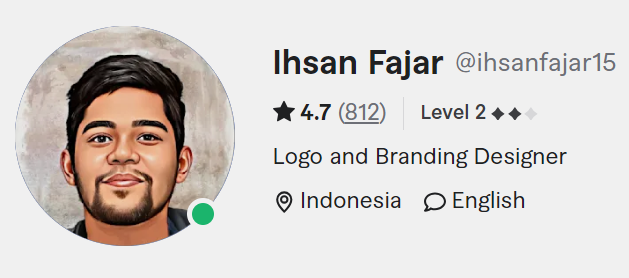 Ihsan Fajar @ihsanfajar15
4.7 (812) Level 2
Logo and Branding Designer
Indonesia English